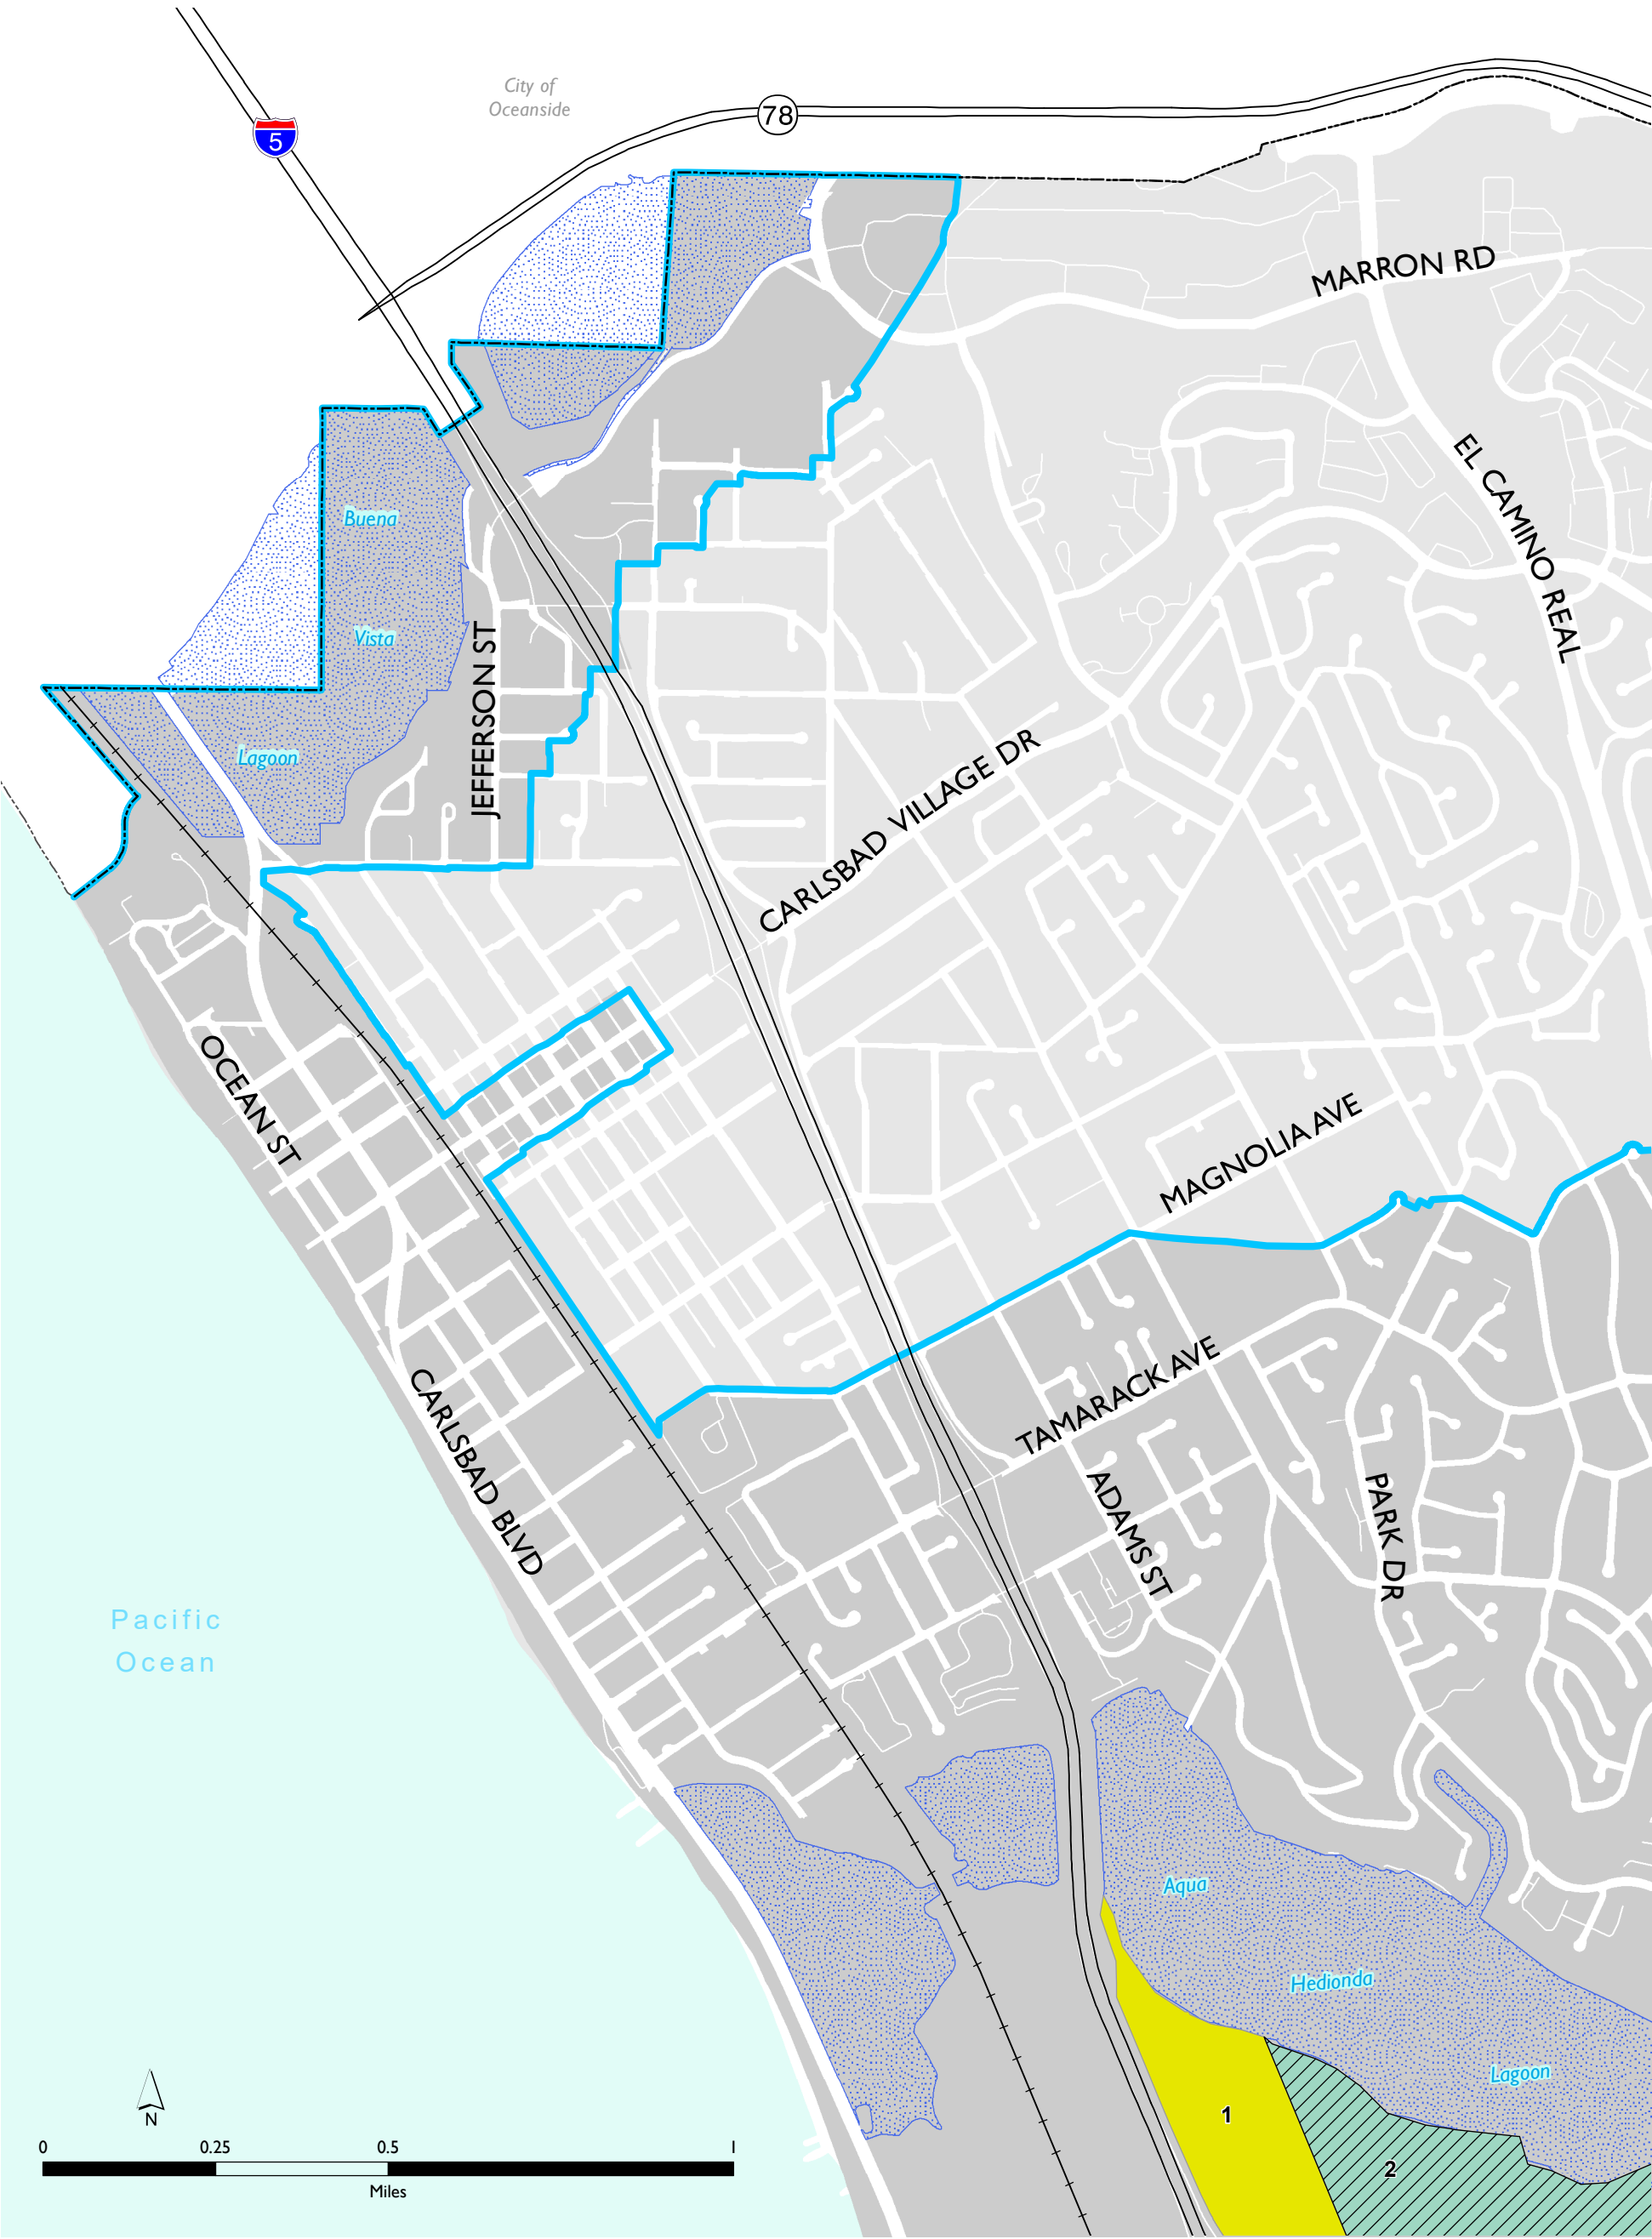 City of
Oceanside
78
5
MARRON RD
EL CAMINO REAL
Buena
Vista
JEFFERSON ST
Lagoon
CARLSBAD VILLAGE DR
OCEAN ST
MAGNOLIA AVE
TAMARACK AVE
CARLSBAD BLVD
ADAMS ST
PARK DR
Pacific
Ocean
Aqua
Hedionda
Lagoon
1
2
N
0 0.25 0.5 1
Miles